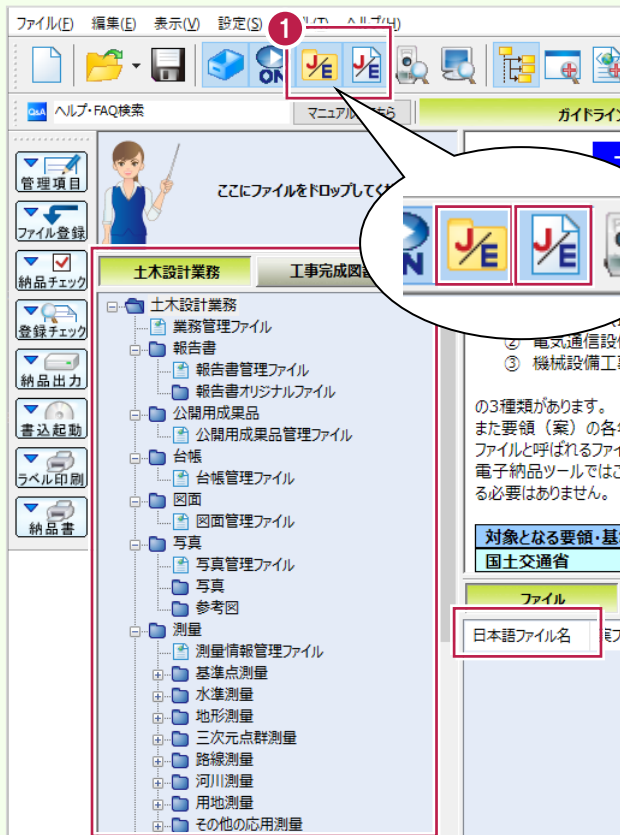 ファイル(F) 編集(E) 表示(V) 設定(S) ヘルプ(H)
1
ON
J/E
J/E
Q&A ヘルプ・FAQ検索
ガイドライン
管理項目
ファイル登録
納品チェック
登録チェック
納品出力
書込起動
ラベル印刷
納品書
ここにファイルをドロップしてく
J/E
J/E
土木設計業務
工事完成図書
土木設計業務
業務管理ファイル
報告書
報告書管理ファイル
報告書オリジナルファイル
公開用成果品
公開用成果品管理ファイル
台帳
台帳管理ファイル
図面
図面管理ファイル
写真
写真管理ファイル
写真
参考図
測量
測量情報管理ファイル
基準点測量
水準測量
地形測量
三次元点群測量
路線測量
河川測量
用地測量
その他の応用測量
② 電気通信設
③ 機械設備工
の3種類があります。
また要領（案）の各
ファイルと呼ばれるファイ
電子納品ツールではこ
る必要はありません。
対象となる要領・基
国土交通省
ファイル
日本語ファイル名